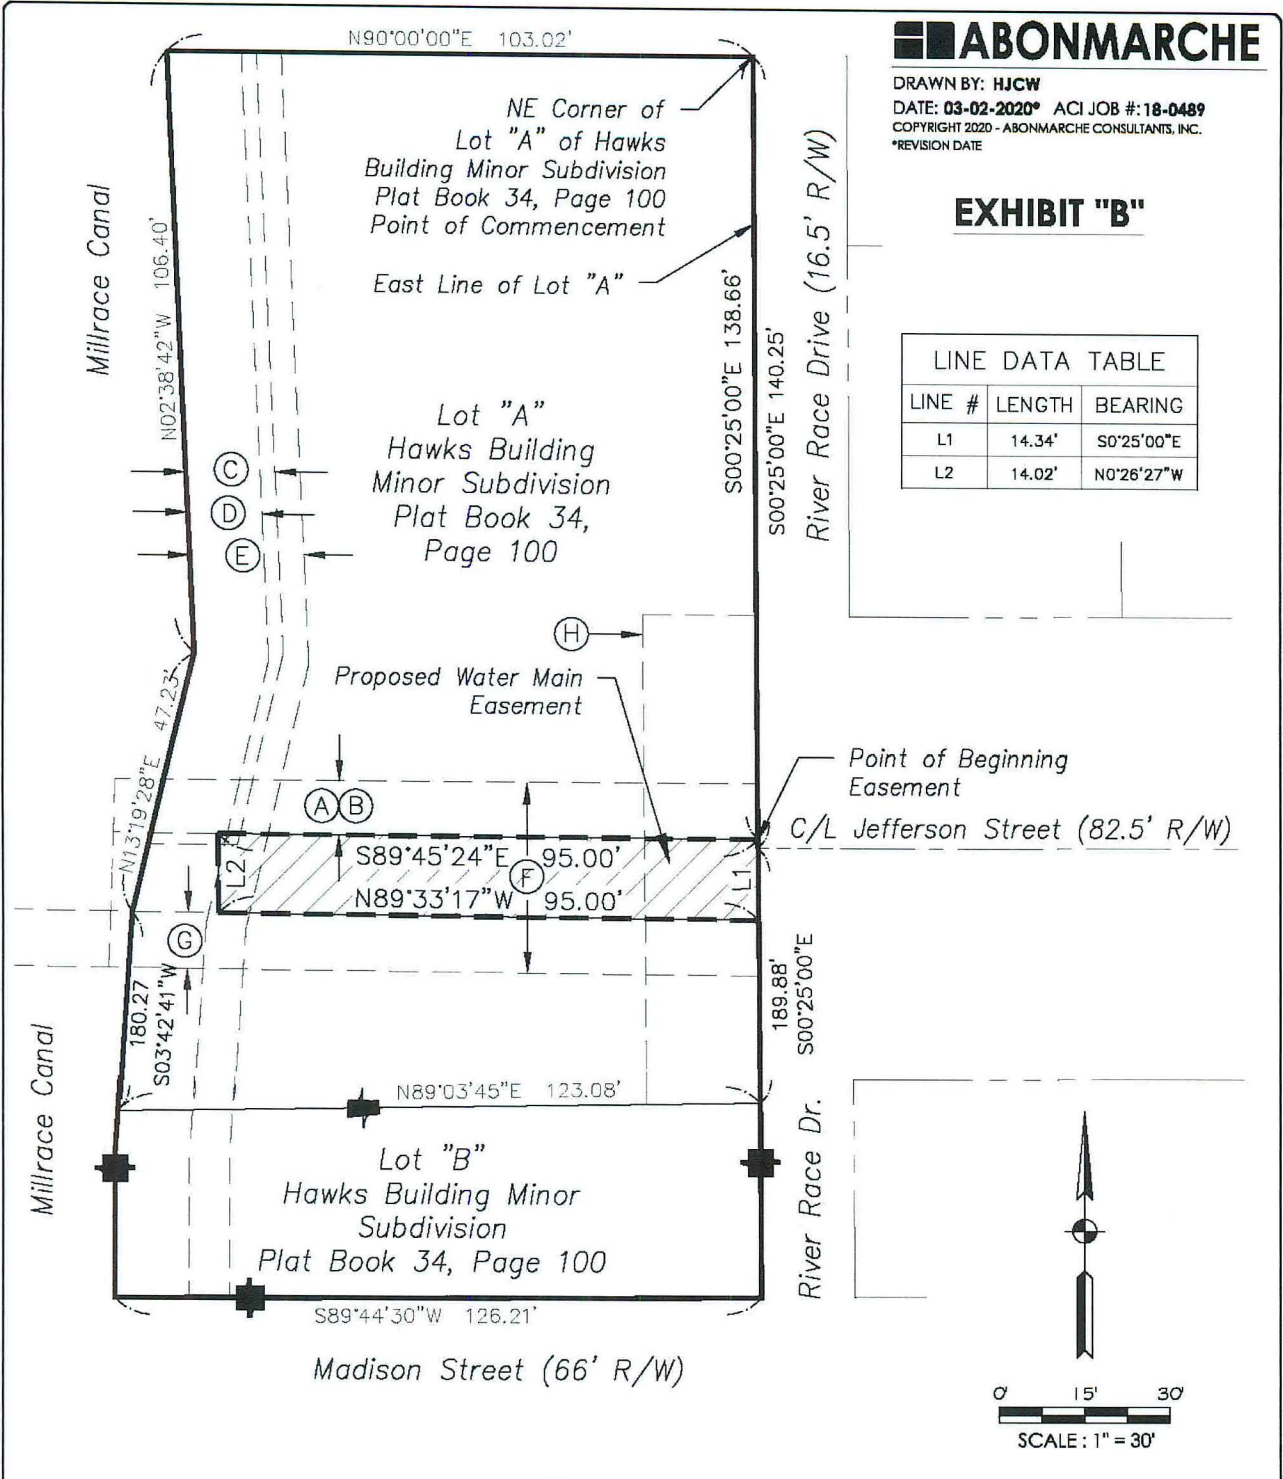 ABONMARCHE
DRAWN BY: HJCW
DATE: 03-02-2020* ACI JOB #:18-0489
COPYRIGHT 2020 - ABONMARCHE CONSULTANTS, INC.
*REVISION DATE
EXHIBIT "B"
N90°00'00"E 103.02'
NE Corner of
Lot "A" of Hawks
Building Minor Subdivision
Plat Book 34, Page 100
Point of Commencement
East Line of Lot "A"
Millrace Canal
N02°38'42"W 106.40'
S00°25'00"E 138.66'
S00°25'00"E 140.25'
River Race Drive (16.5' R/W)
LINE DATA TABLE
LINE # LENGTH BEARING
L1 14.34' S0°25'00"E
L2 14.02' N0°26'27"W
Lot "A"
Hawks Building
Minor Subdivision
Plat Book 34,
Page 100
C
D
E
H
Proposed Water Main
Easement
N13°19'28"E 47.23'
A B
Point of Beginning
Easement
C/L Jefferson Street (82.5' R/W)
S89°45'24"E 95.00'
F
N89°33'17"W 95.00'
L2
L1
G
180.27
S03°42'41"W
189.88'
S00°25'00"E
Millrace Canal
N89°03'45"E 123.08'
Lot "B"
Hawks Building Minor
Subdivision
Plat Book 34, Page 100
River Race Dr.
S89°44'30"W 126.21'
Madison Street (66' R/W)
0' 15' 30'
SCALE : 1" = 30'